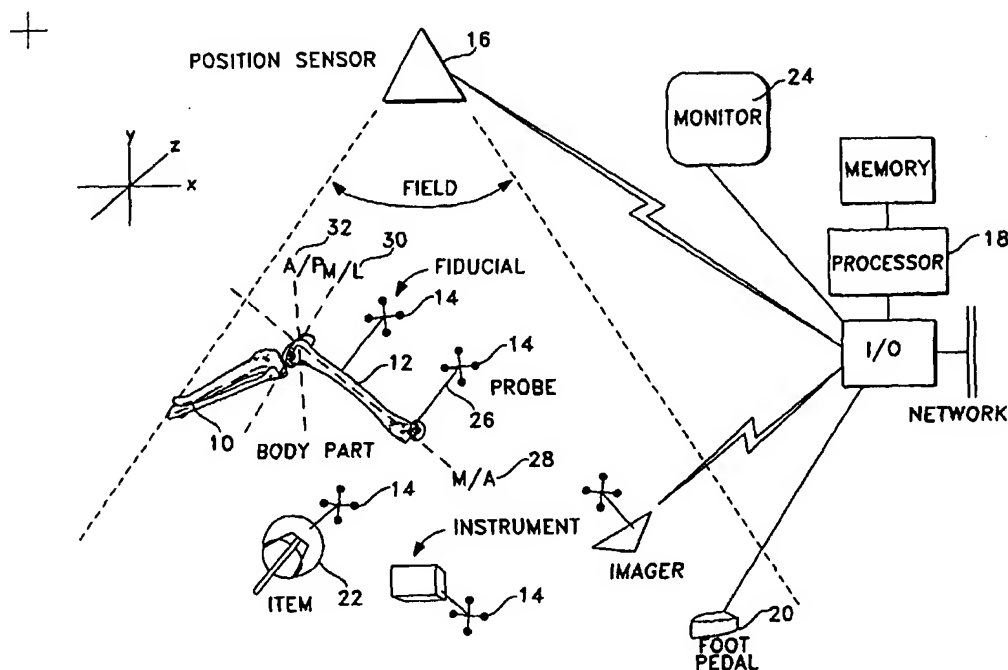 POSITION SENSOR
16
24
MONITOR
MEMORY
PROCESSOR
18
I/O
NETWORK
y
z
x
FIELD
32
30
A/P
M/L
FIDUCIAL
14
12
14
PROBE
26
10
BODY PART
M/A
28
14
INSTRUMENT
ITEM
22
14
IMAGER
20
FOOT
PEDAL